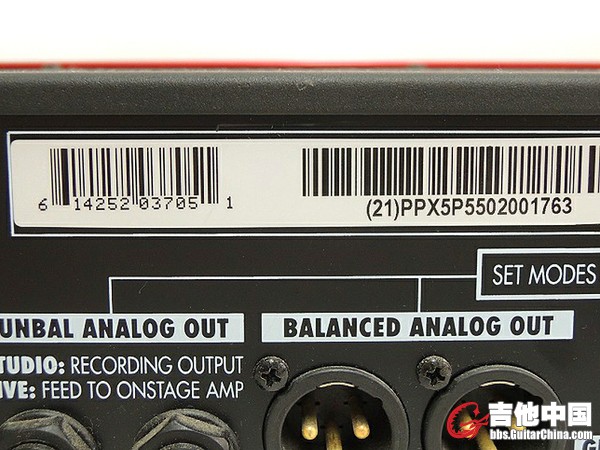 6 14252 03705 1
(21)PPX5P5502001763
SET MODES
UNBAL ANALOG OUT
BALANCED ANALOG OUT
TUDIO: RECORDING OUTPUT
IVE: FEED TO ONSTAGE AMP
吉他中国
bbs.GuitarChina.com
G